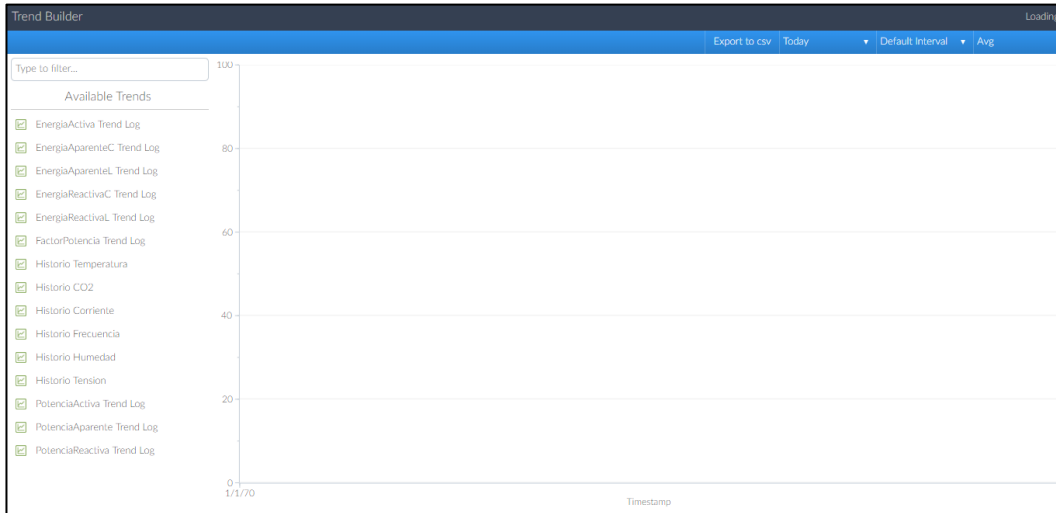 Trend Builder
Loading
Export to csv Today Default Interval Avg
Type to filter...
Available Trends
EnergiaActiva Trend Log
EnergiaAparenteC Trend Log
EnergiaAparenteL Trend Log
EnergiaReactivaC Trend Log
EnergiaReactivaL Trend Log
FactorPotencia Trend Log
Historio Temperatura
Historio CO2
Historio Corriente
Historio Frecuencia
Historio Humedad
Historio Tension
PotenciaActiva Trend Log
PotenciaAparente Trend Log
PotenciaReactiva Trend Log
100
80
60
40
20
0
1/1/70
Timestamp